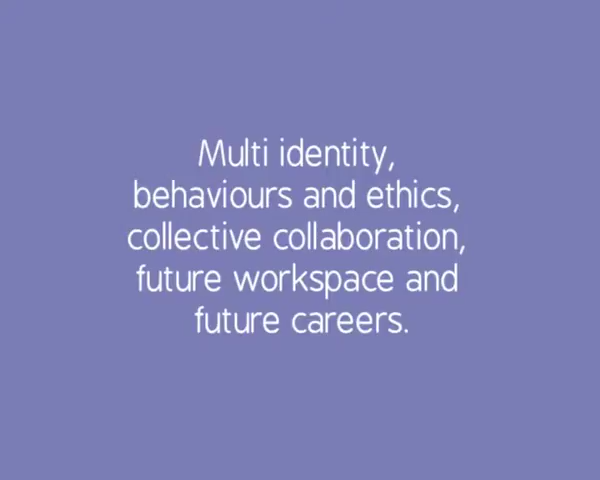 Multi identity,
behaviours and ethics,
collective collaboration,
future workspace and
future careers.